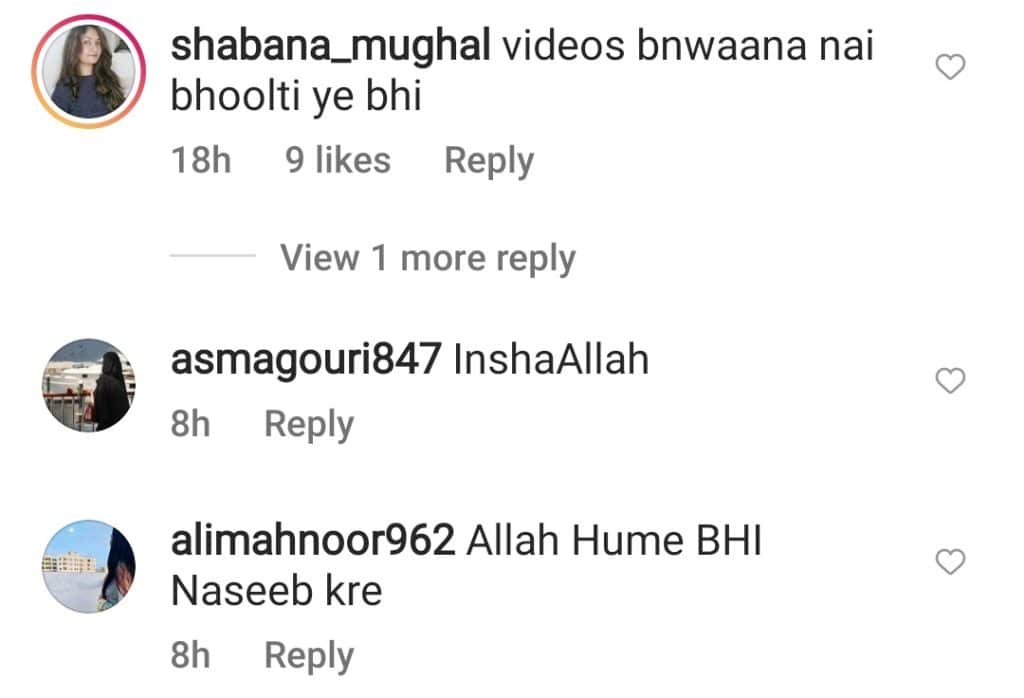 shabana_mughal videos bnwaana nai
bhoolti ye bhi
18h 9 likes Reply
View 1 more reply
asmagouri847 InshaAllah
8h Reply
alimahnoor962 Allah Hume BHI
Naseeb kre
8h Reply